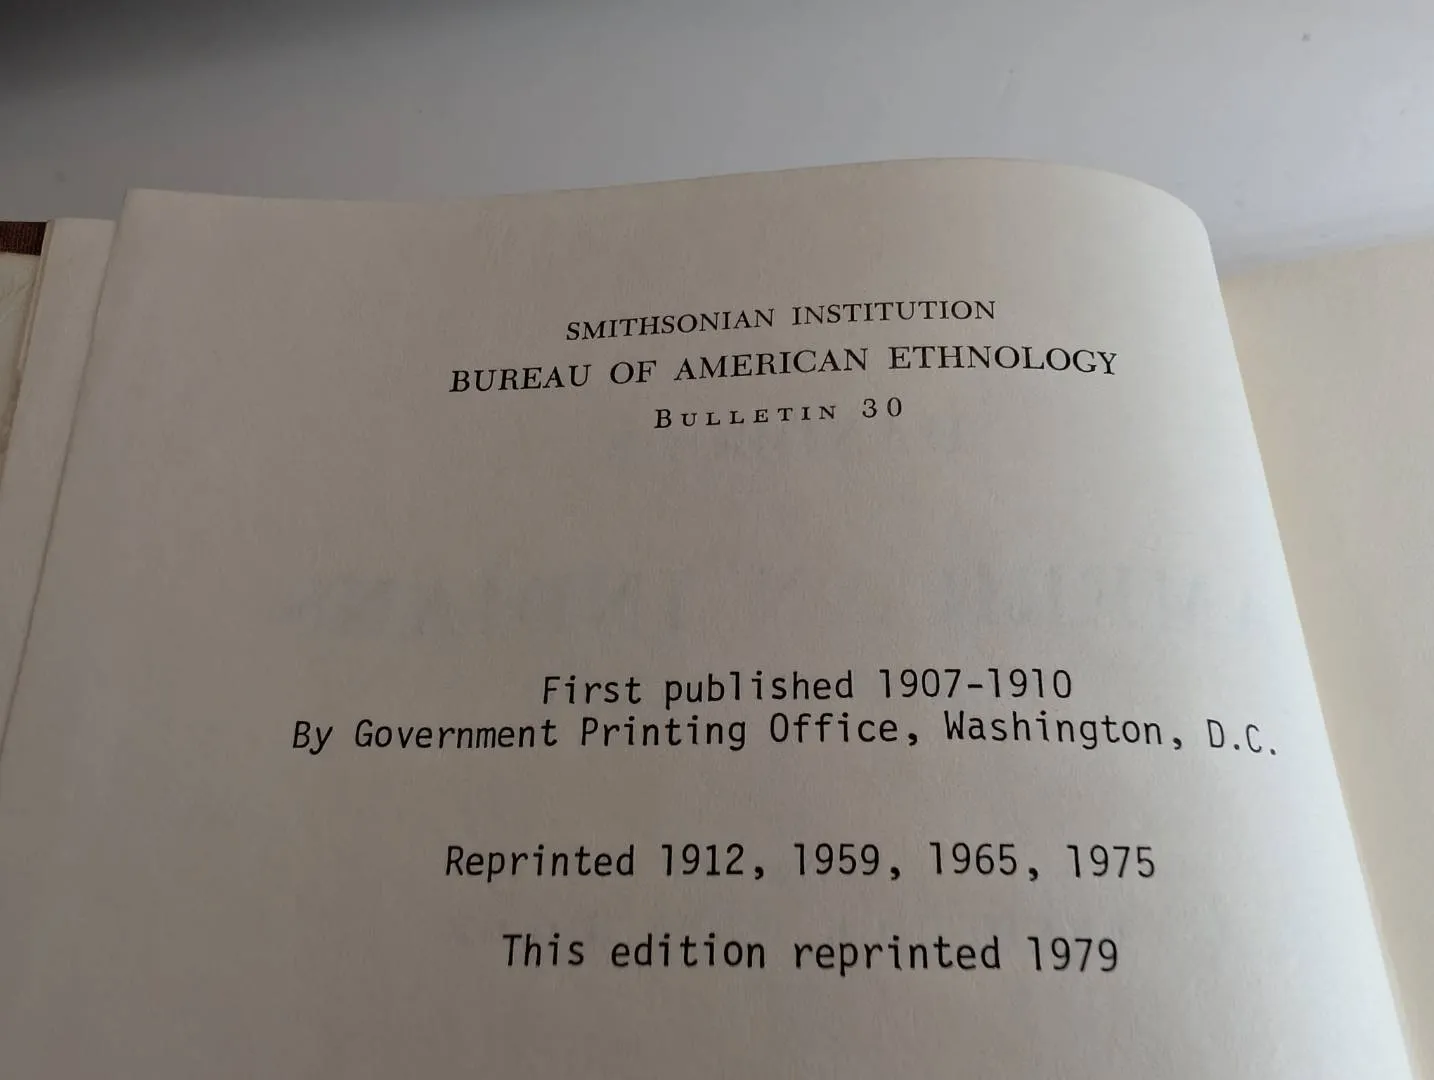 SMITHSONIAN INSTITUTION
BUREAU OF AMERICAN ETHNOLOGY
BULLETIN 30
First published 1907-1910
By Government Printing Office, Washington, D.C.
Reprinted 1912, 1959, 1965, 1975
This edition reprinted 1979